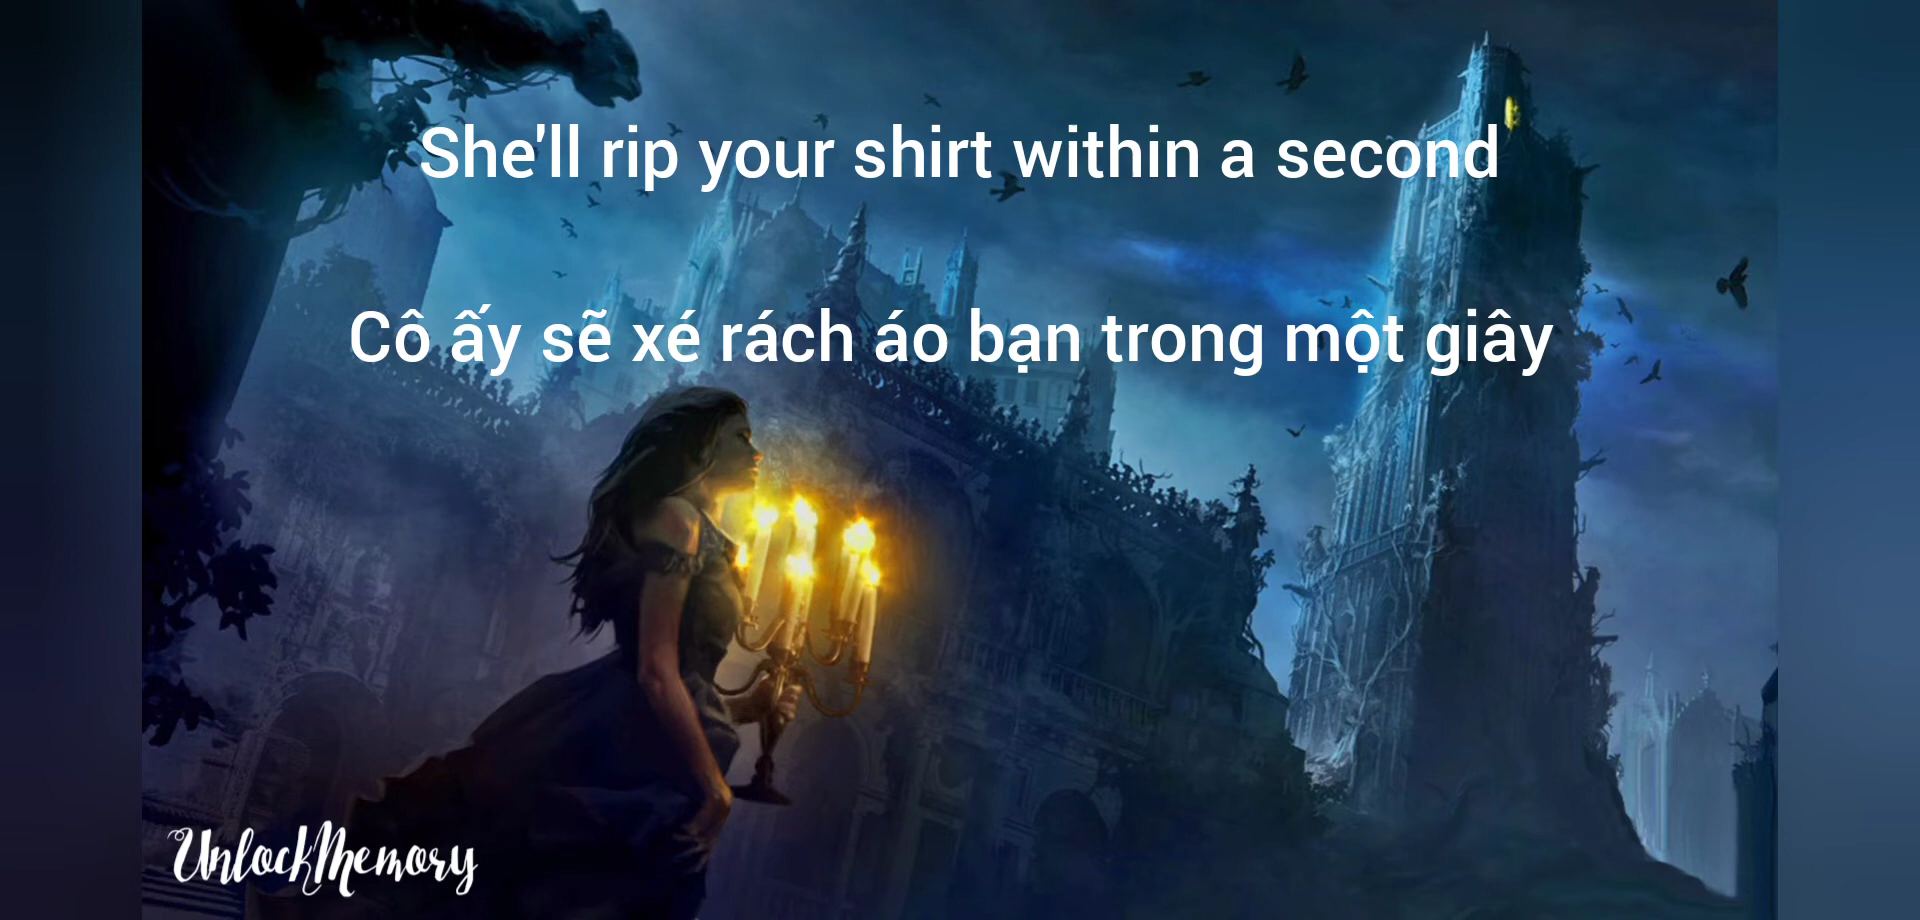 She'll rip your shirt within a second
Cô ấy sẽ xé rách áo bạn trong một giây
UnlockMemory